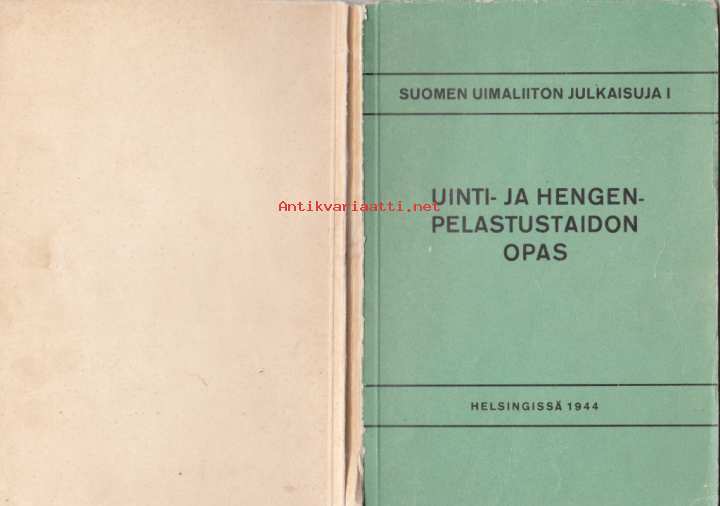 SUOMEN UIMALIITON JULKAISUJA I
UINTI- JA HENGEN-
Antikvariaatti.net
PELASTUSTAIDON
OPAS
HELSINGISSÄ 1944